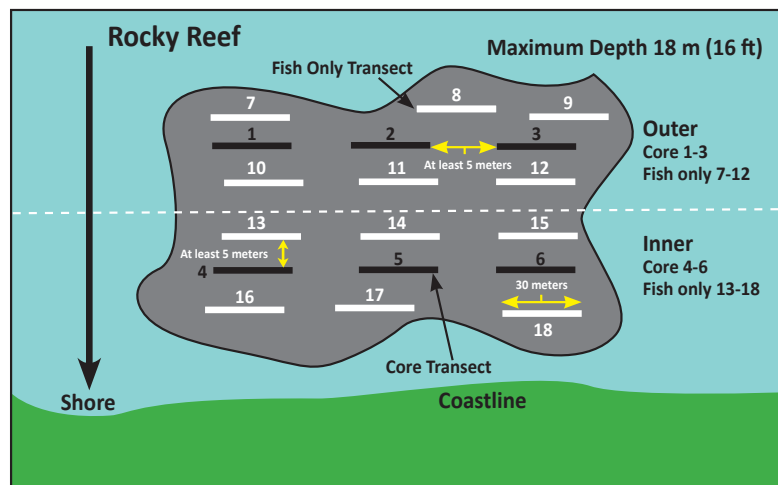 Rocky Reef
Maximum Depth 18 m (16 ft)
Fish Only Transect
7
8
9
1
2
3
At least 5 meters
10
11
12
Outer
Core 1-3
Fish only 7-12
13
14
15
At least 5 meters
4
5
6
Inner
Core 4-6
Fish only 13-18
16
17
30 meters
18
Core Transect
Shore
Coastline